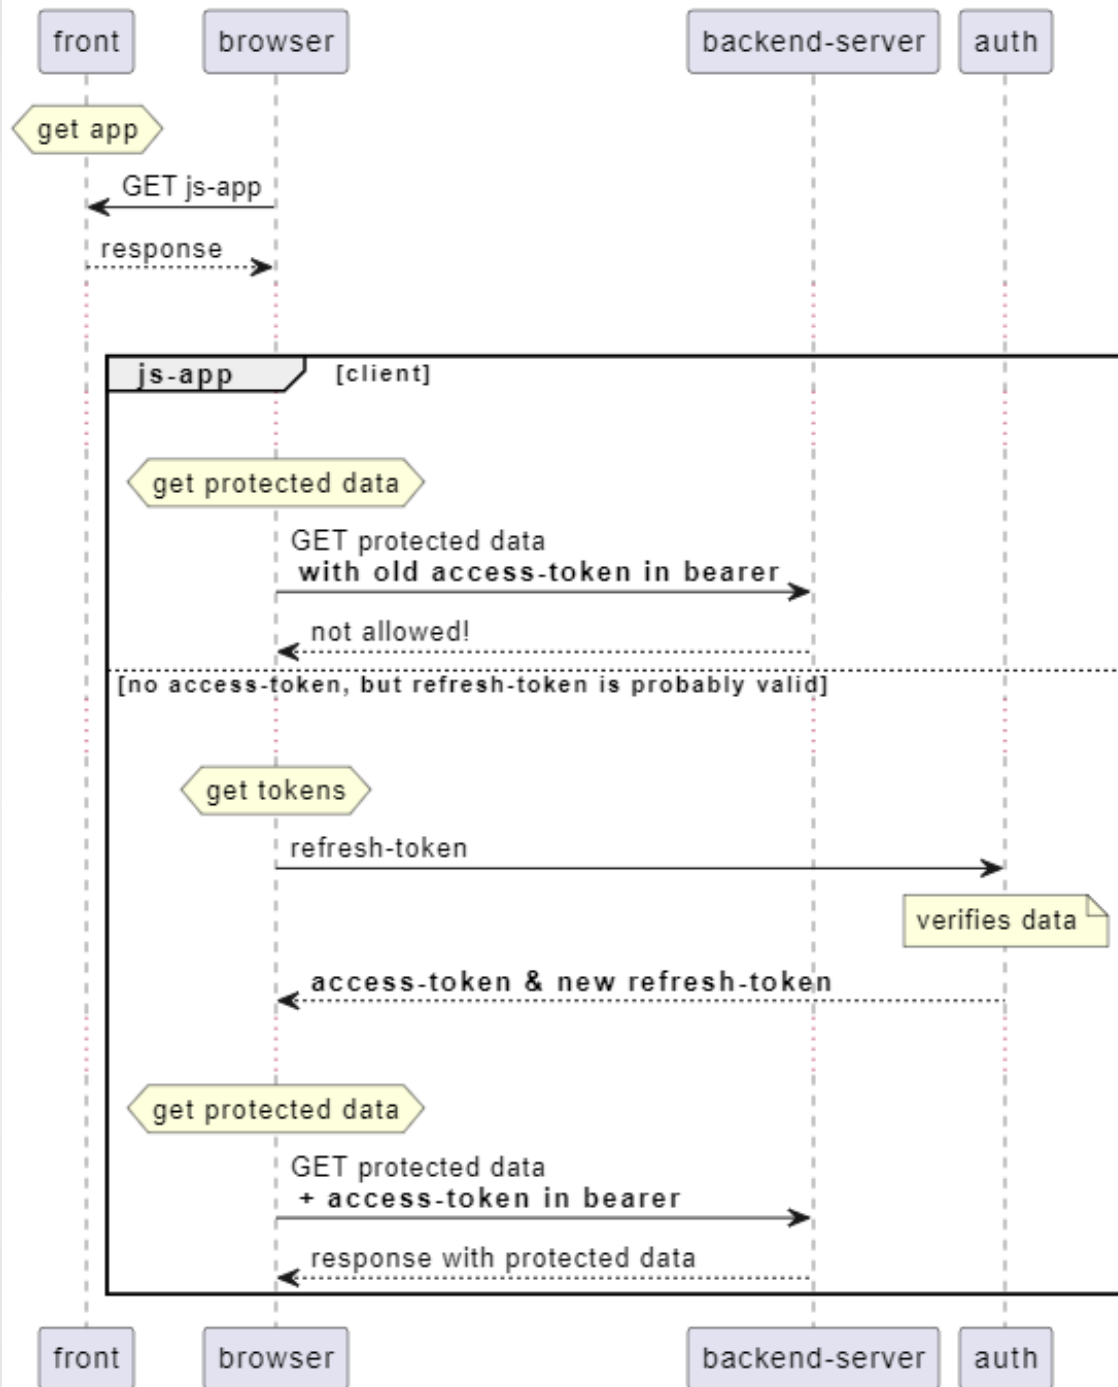 front browser backend-server auth
get app
GET js-app
response
js-app [client]
get protected data
GET protected data
with old access-token in bearer
not allowed!
[no access-token, but refresh-token is probably valid]
get tokens
refresh-token
verifies data
access-token & new refresh-token
get protected data
GET protected data
+ access-token in bearer
response with protected data
front browser backend-server auth